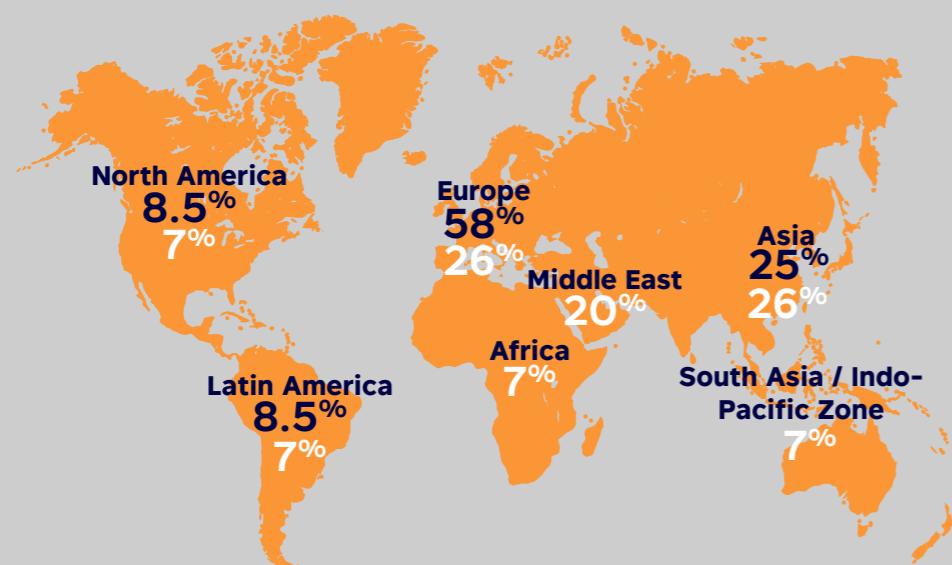 North America
8.5%
7%
Europe
58%
26%
Asia
25%
26%
Middle East
20%
Africa
7%
Latin America
8.5%
7%
South Asia / Indo-
Pacific Zone
7%